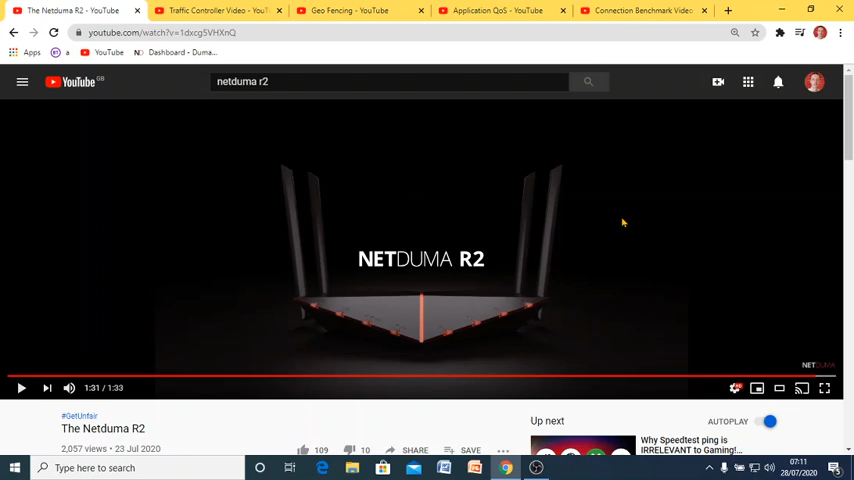 The Netduma R2 - YouTube
Traffic Controller Video - YouT
Geo Fencing - YouTube
Application QoS - YouTube
Connection Benchmark Video
youtube.com/watch?v=1dxcg5VHXnQ
Apps
a
YouTube
Dashboard - Duma...
YouTube GB
netduma r2
NETDUMA R2
NETDUMA
1:31 / 1:33
HD
#GetUnfair
The Netduma R2
2,057 views • 23 Jul 2020
109
10
SHARE
SAVE
Up next
AUTOPLAY
Why Speedtest ping is
IRRELEVANT to Gaming!...
Type here to search
07:11
28/07/2020